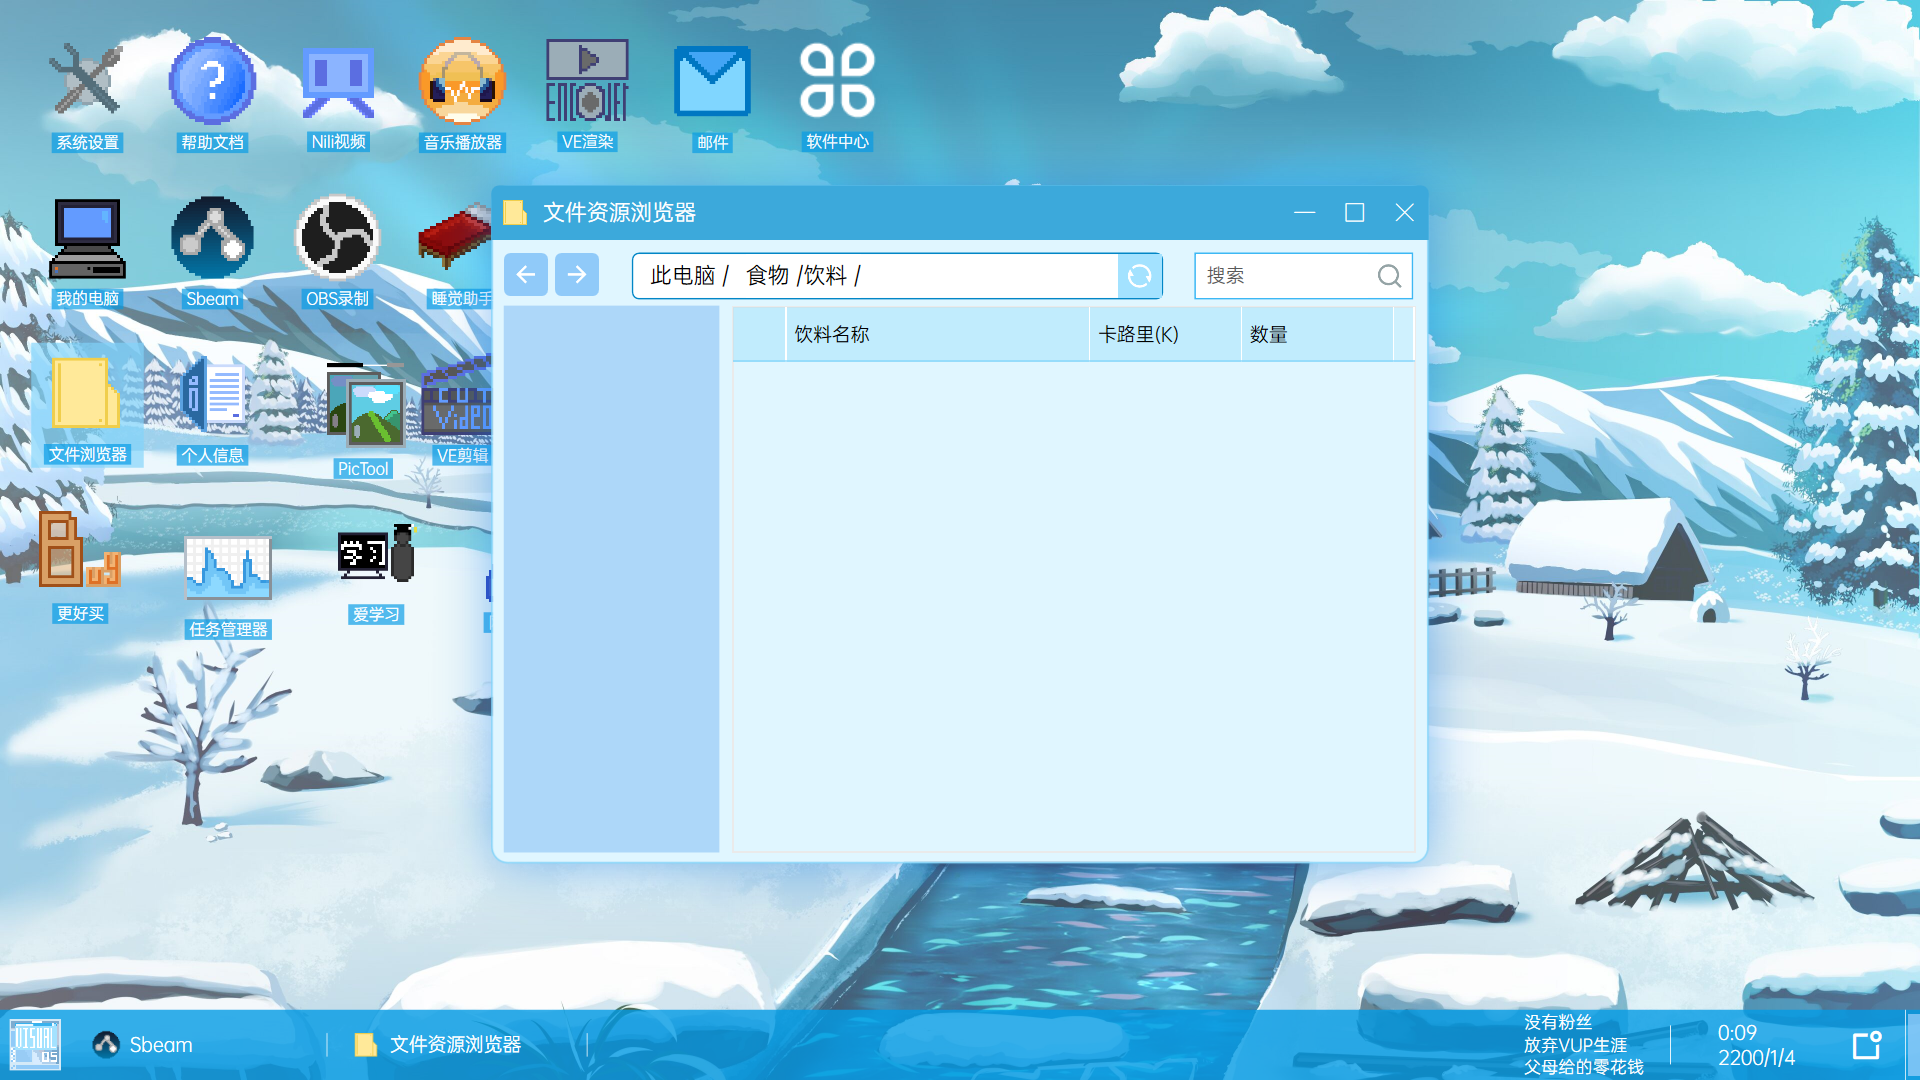 系统设置
帮助文档
Nili视频
音乐播放器
VE渲染
邮件
软件中心
我的电脑
Sbeam
OBS录制
睡觉助手
文件浏览器
个人信息
PicTool
VE剪辑
更好买
任务管理器
爱学习
文件资源浏览器
此电脑 / 食物 /饮料 /
搜索
饮料名称
卡路里(K)
数量
Sbeam
文件资源浏览器
没有粉丝
放弃VUP生涯
父母给的零花钱
0:09
2200/1/4